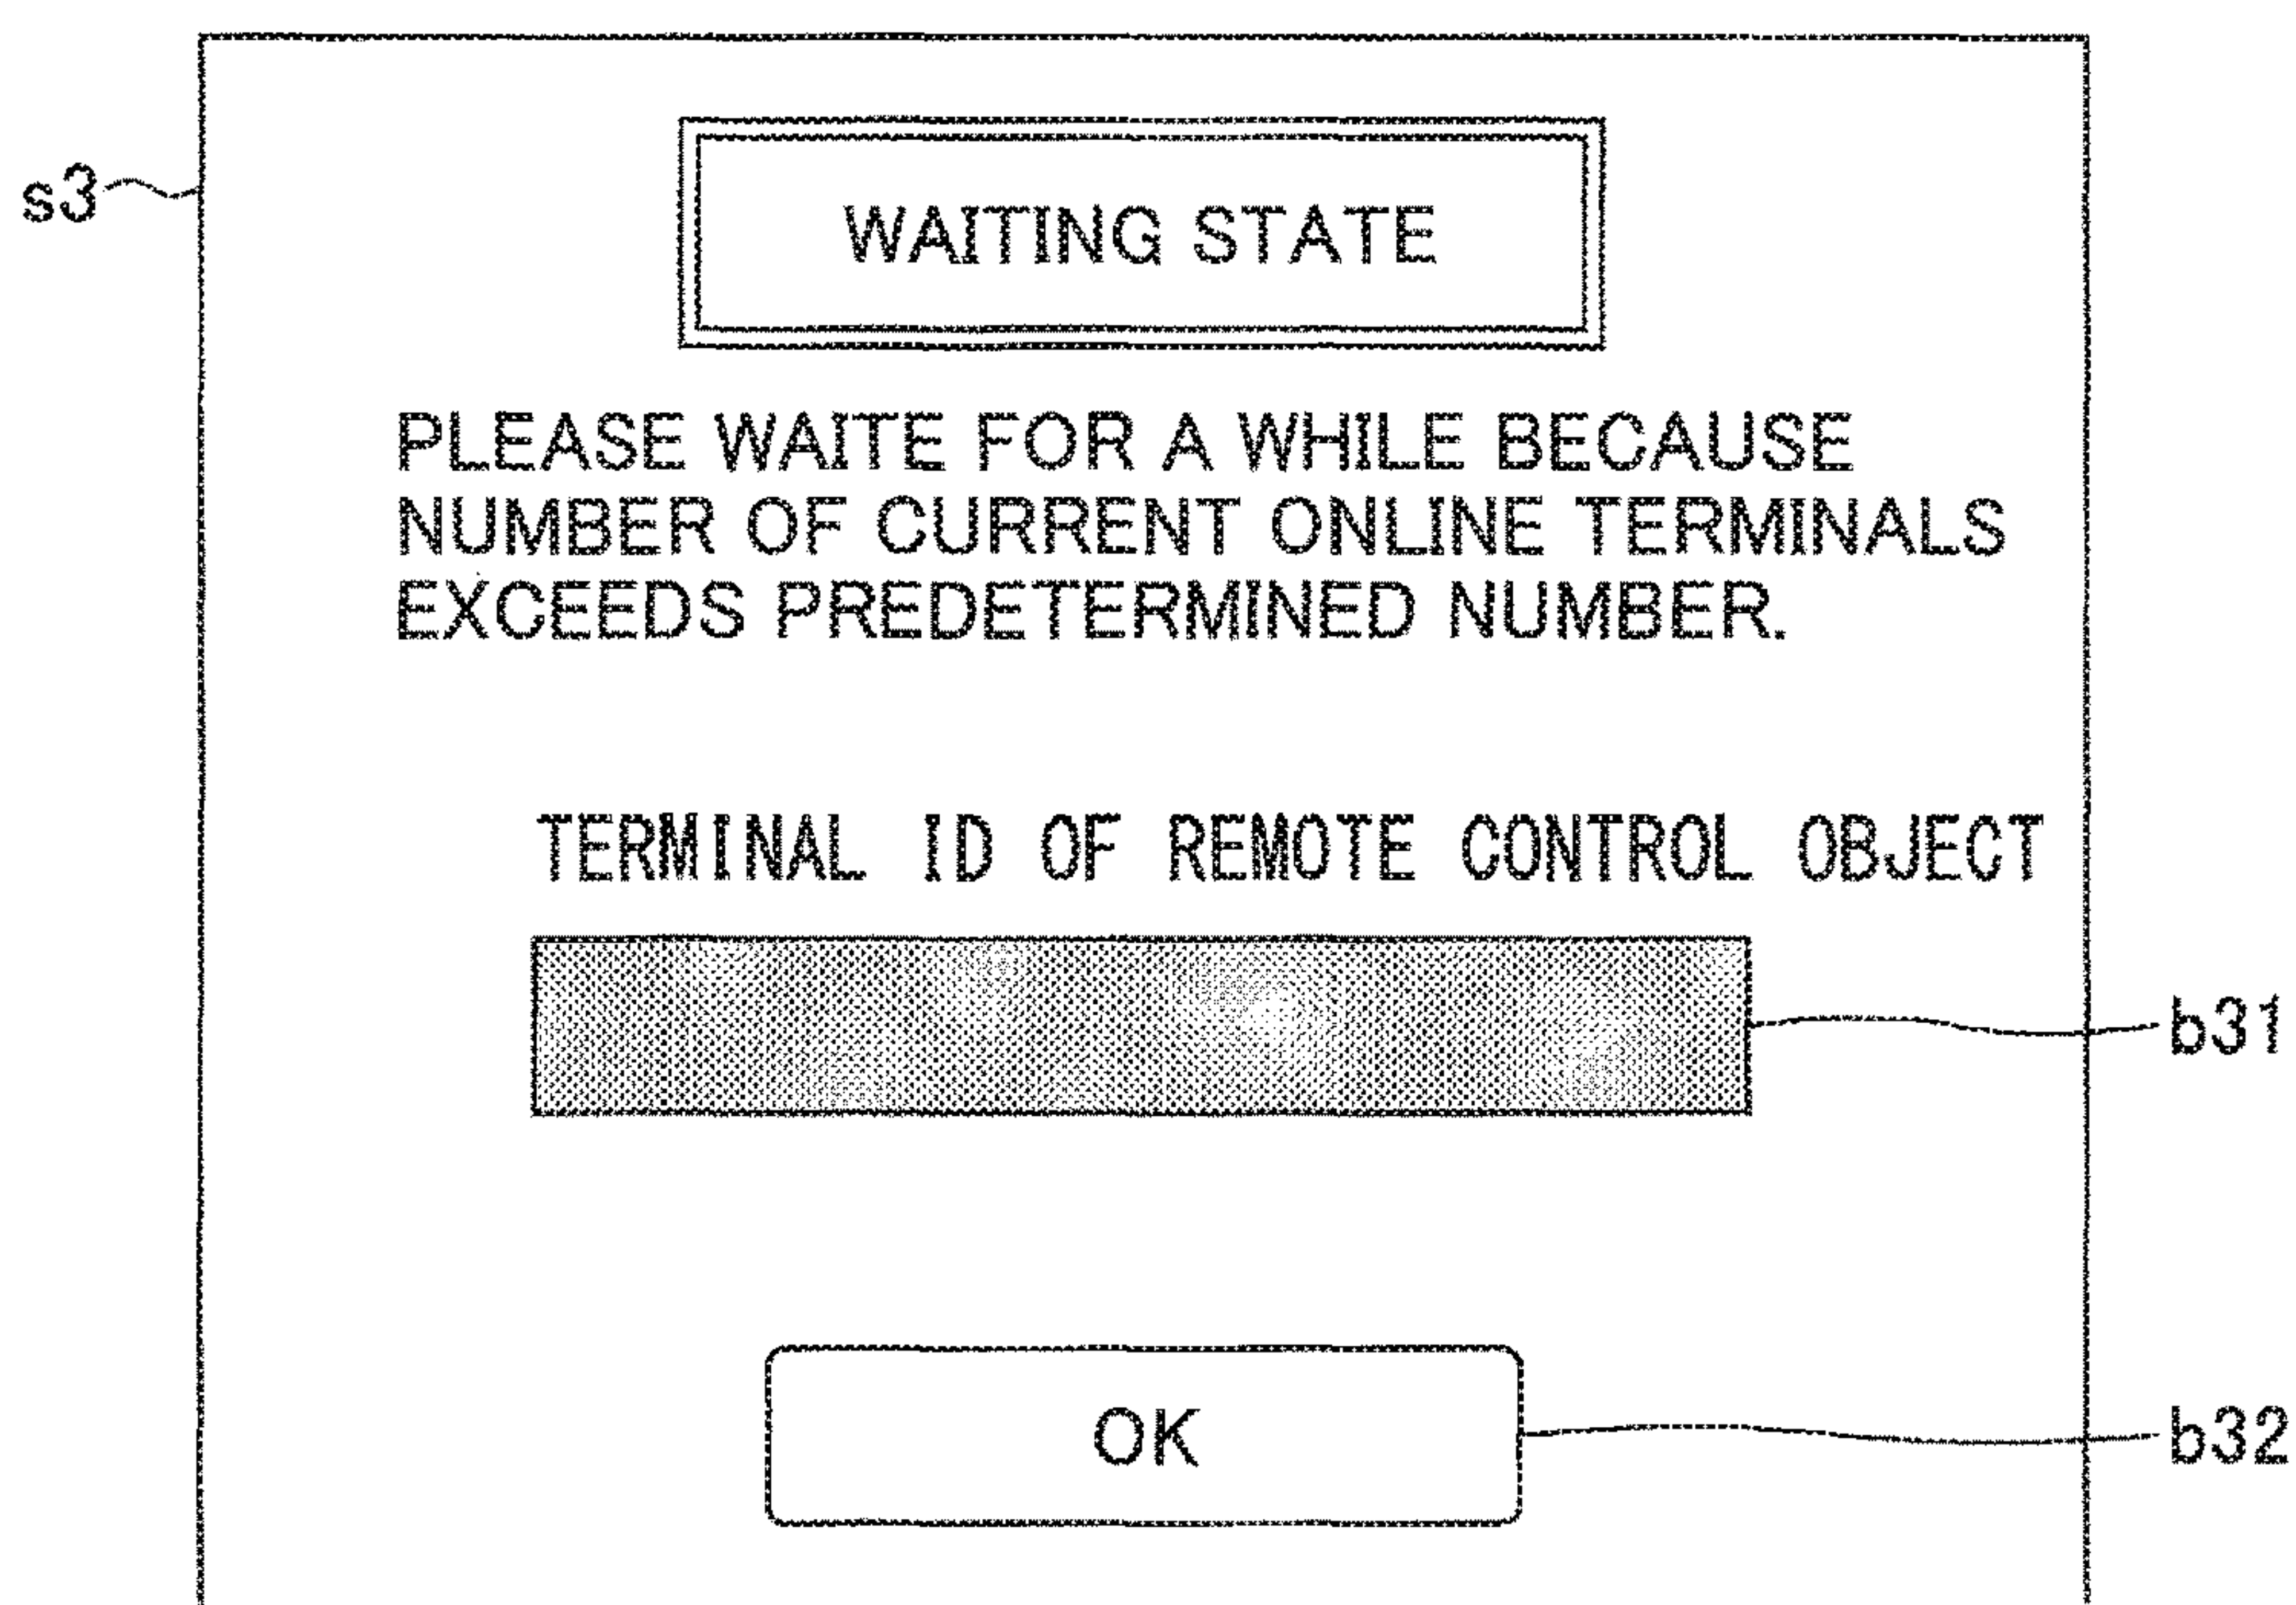 s3
WAITING STATE
PLEASE WAITE FOR A WHILE BECAUSE
NUMBER OF CURRENT ONLINE TERMINALS
EXCEEDS PREDETERMINED NUMBER.
TERMINAL ID OF REMOTE CONTROL OBJECT
b31
OK
b32